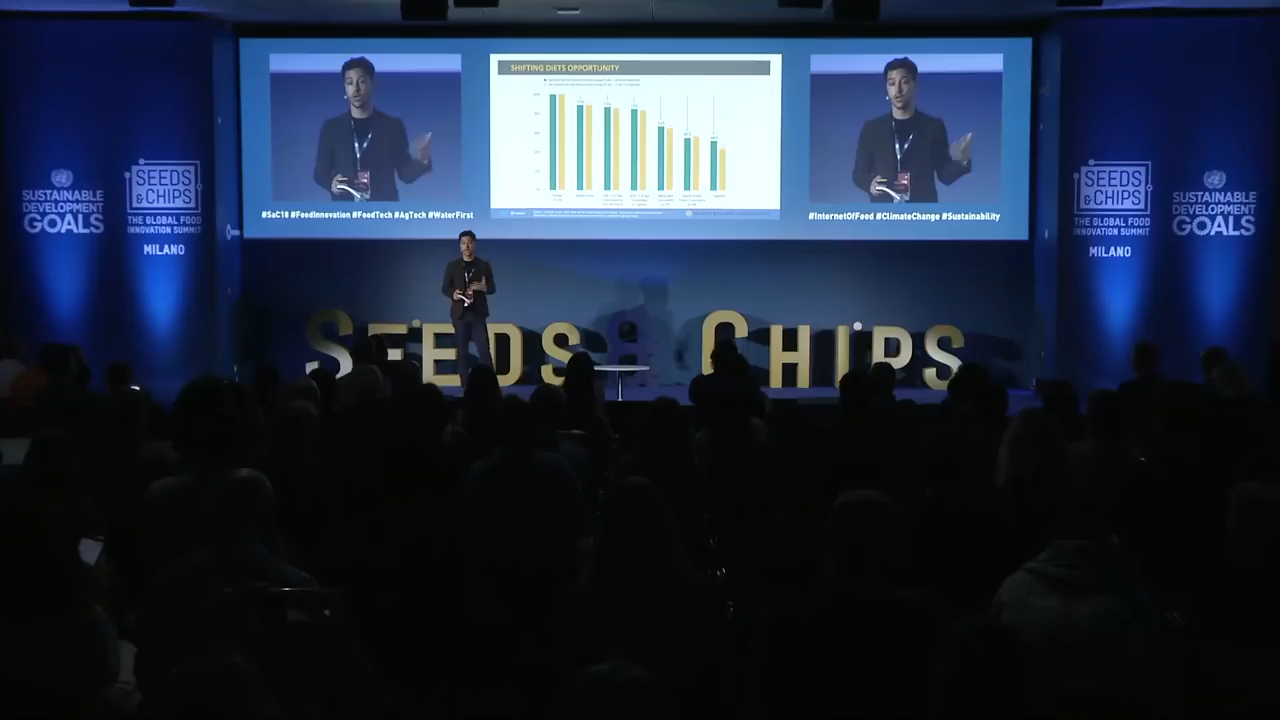 SHIFTING DIETS OPPORTUNITY
#SaC18 #FoodInnovation #FoodTech #AgTech #WaterFirst
#InternetOfFood #ClimateChange #Sustainability
SUSTAINABLE
DEVELOPMENT
GOALS
SEEDS
&CHIPS
THE GLOBAL FOOD
INNOVATION SUMMIT
MILANO
SEEDS & CHIPS
SEEDS
&CHIPS
THE GLOBAL FOOD
INNOVATION SUMMIT
MILANO
SUSTAINABLE
DEVELOPMENT
GOALS